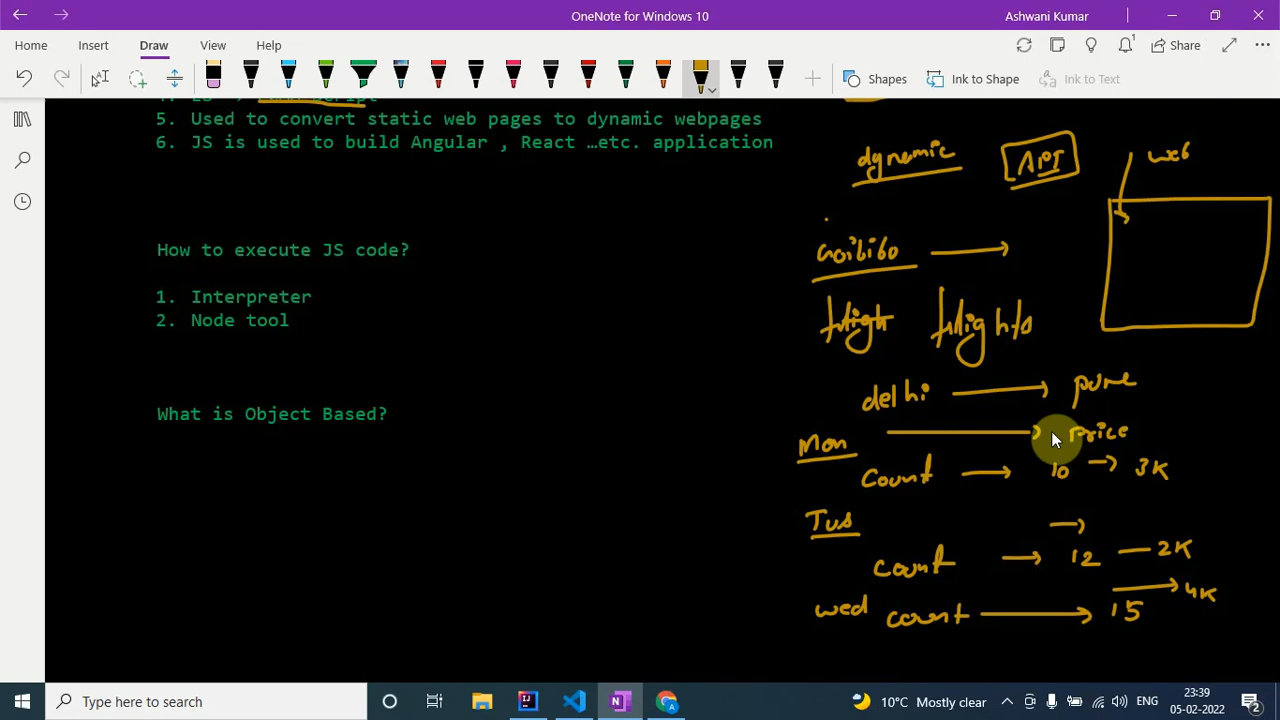 OneNote for Windows 10
Ashwani Kumar
Home Insert Draw View Help
Share
Shapes
Ink to Shape
Ink to Text
5. Used to convert static web pages to dynamic webpages
6. JS is used to build Angular , React …etc. application
How to execute JS code?
1. Interpreter
2. Node tool
What is Object Based?
dynamic API web
goibibo
fligh flights
delhi pune
Price
Mon
Count 10 3K
Tus
count 12 2K
4K
wed count 15
Type here to search
10°C Mostly clear
ENG
23:39
05-02-2022
2